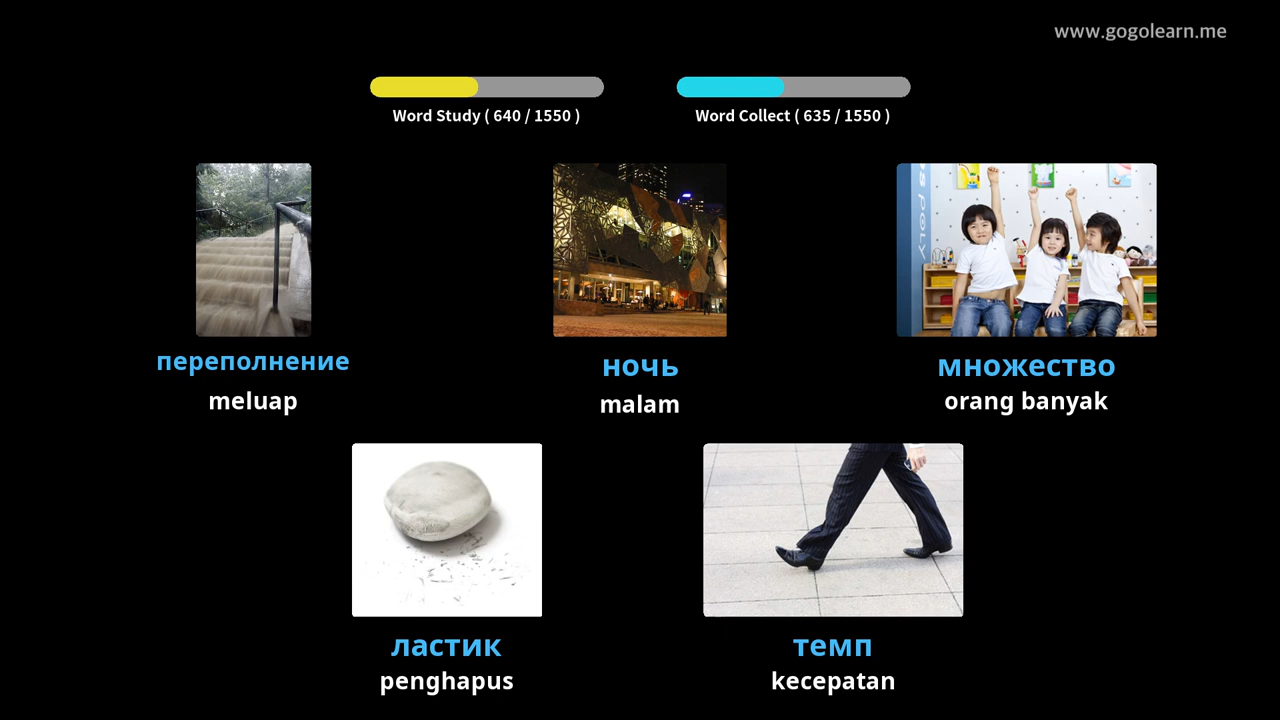 www.gogolearn.me
Word Study ( 640 / 1550 )
Word Collect ( 635 / 1550 )
переполнение
meluap
ночь
malam
множество
orang banyak
ластик
penghapus
темп
kecepatan